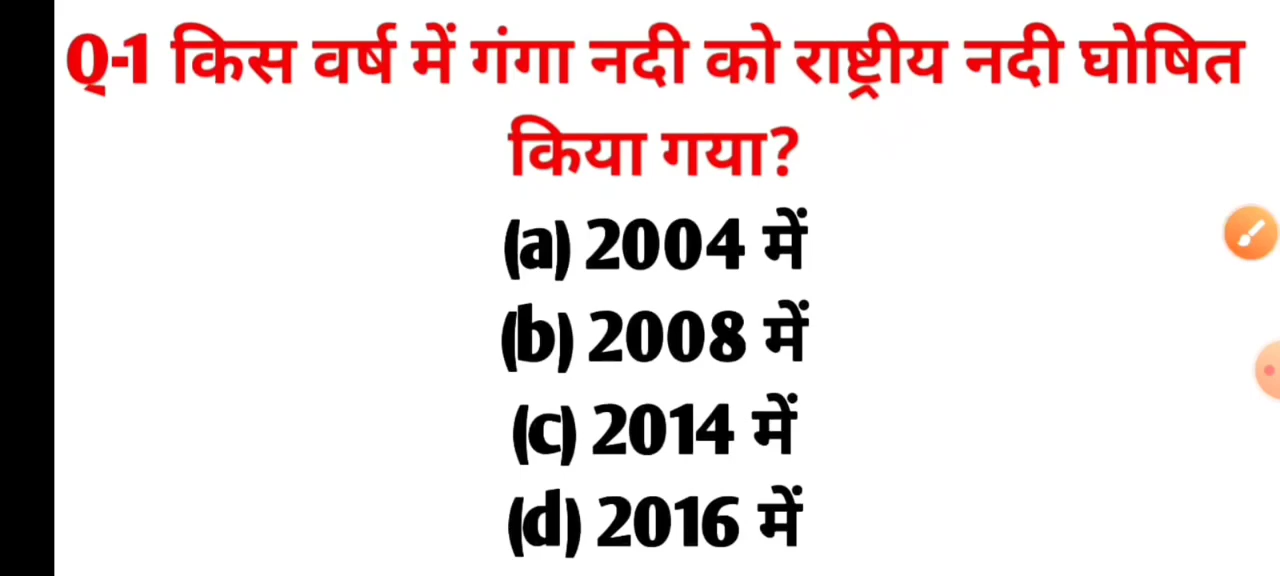 Q-1 किस वर्ष में गंगा नदी को राष्ट्रीय नदी घोषित
किया गया?
(a) 2004 में
(b) 2008 में
(c) 2014 में
(d) 2016 में